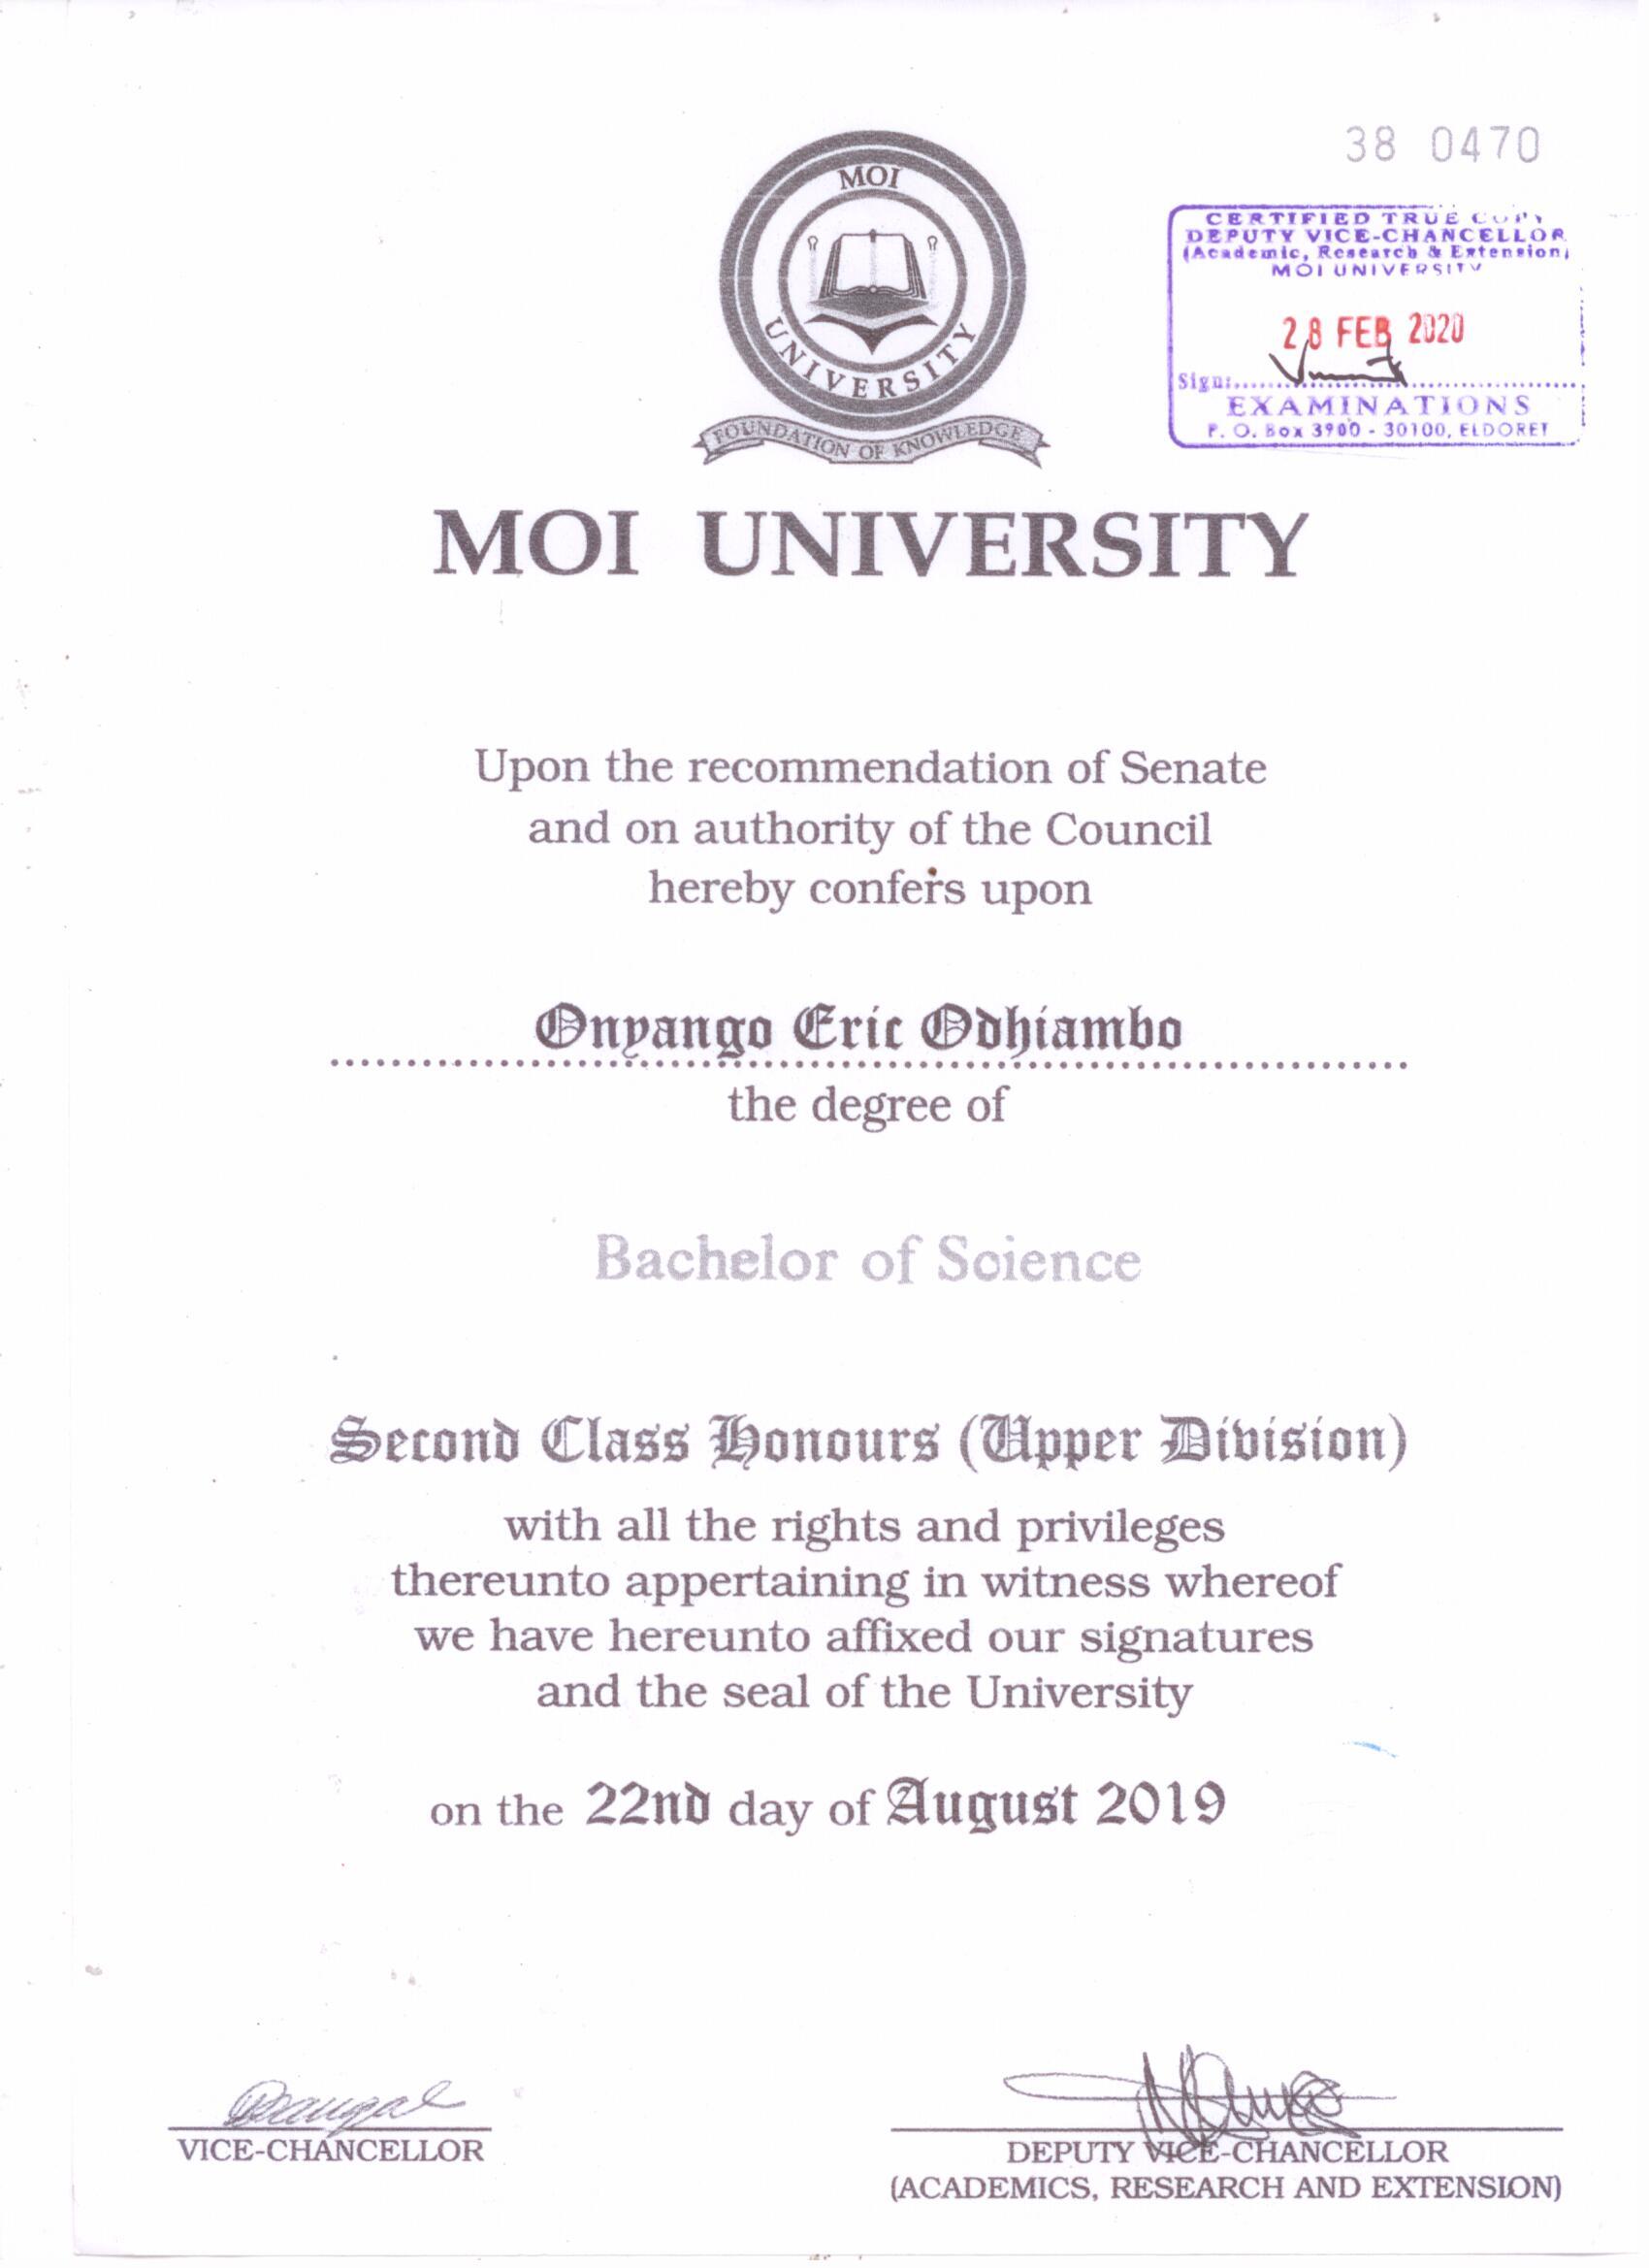 38 0470
MOI
UNIVERSITY
FOUNDATION OF KNOWLEDGE
CERTIFIED TRUE COPY
DEPUTY VICE-CHANCELLOR
(Academic, Research & Extension)
MOI UNIVERSITY
28 FEB 2020
Sign:
EXAMINATIONS
P. O. Box 3900 - 30100, ELDORET
MOI UNIVERSITY
Upon the recommendation of Senate
and on authority of the Council
hereby confers upon
Onyango Eric Odhiambo
the degree of
Bachelor of Science
Second Class Honours (Upper Division)
with all the rights and privileges
thereunto appertaining in witness whereof
we have hereunto affixed our signatures
and the seal of the University
on the 22nd day of August 2019
VICE-CHANCELLOR
DEPUTY VICE-CHANCELLOR
(ACADEMICS, RESEARCH AND EXTENSION)